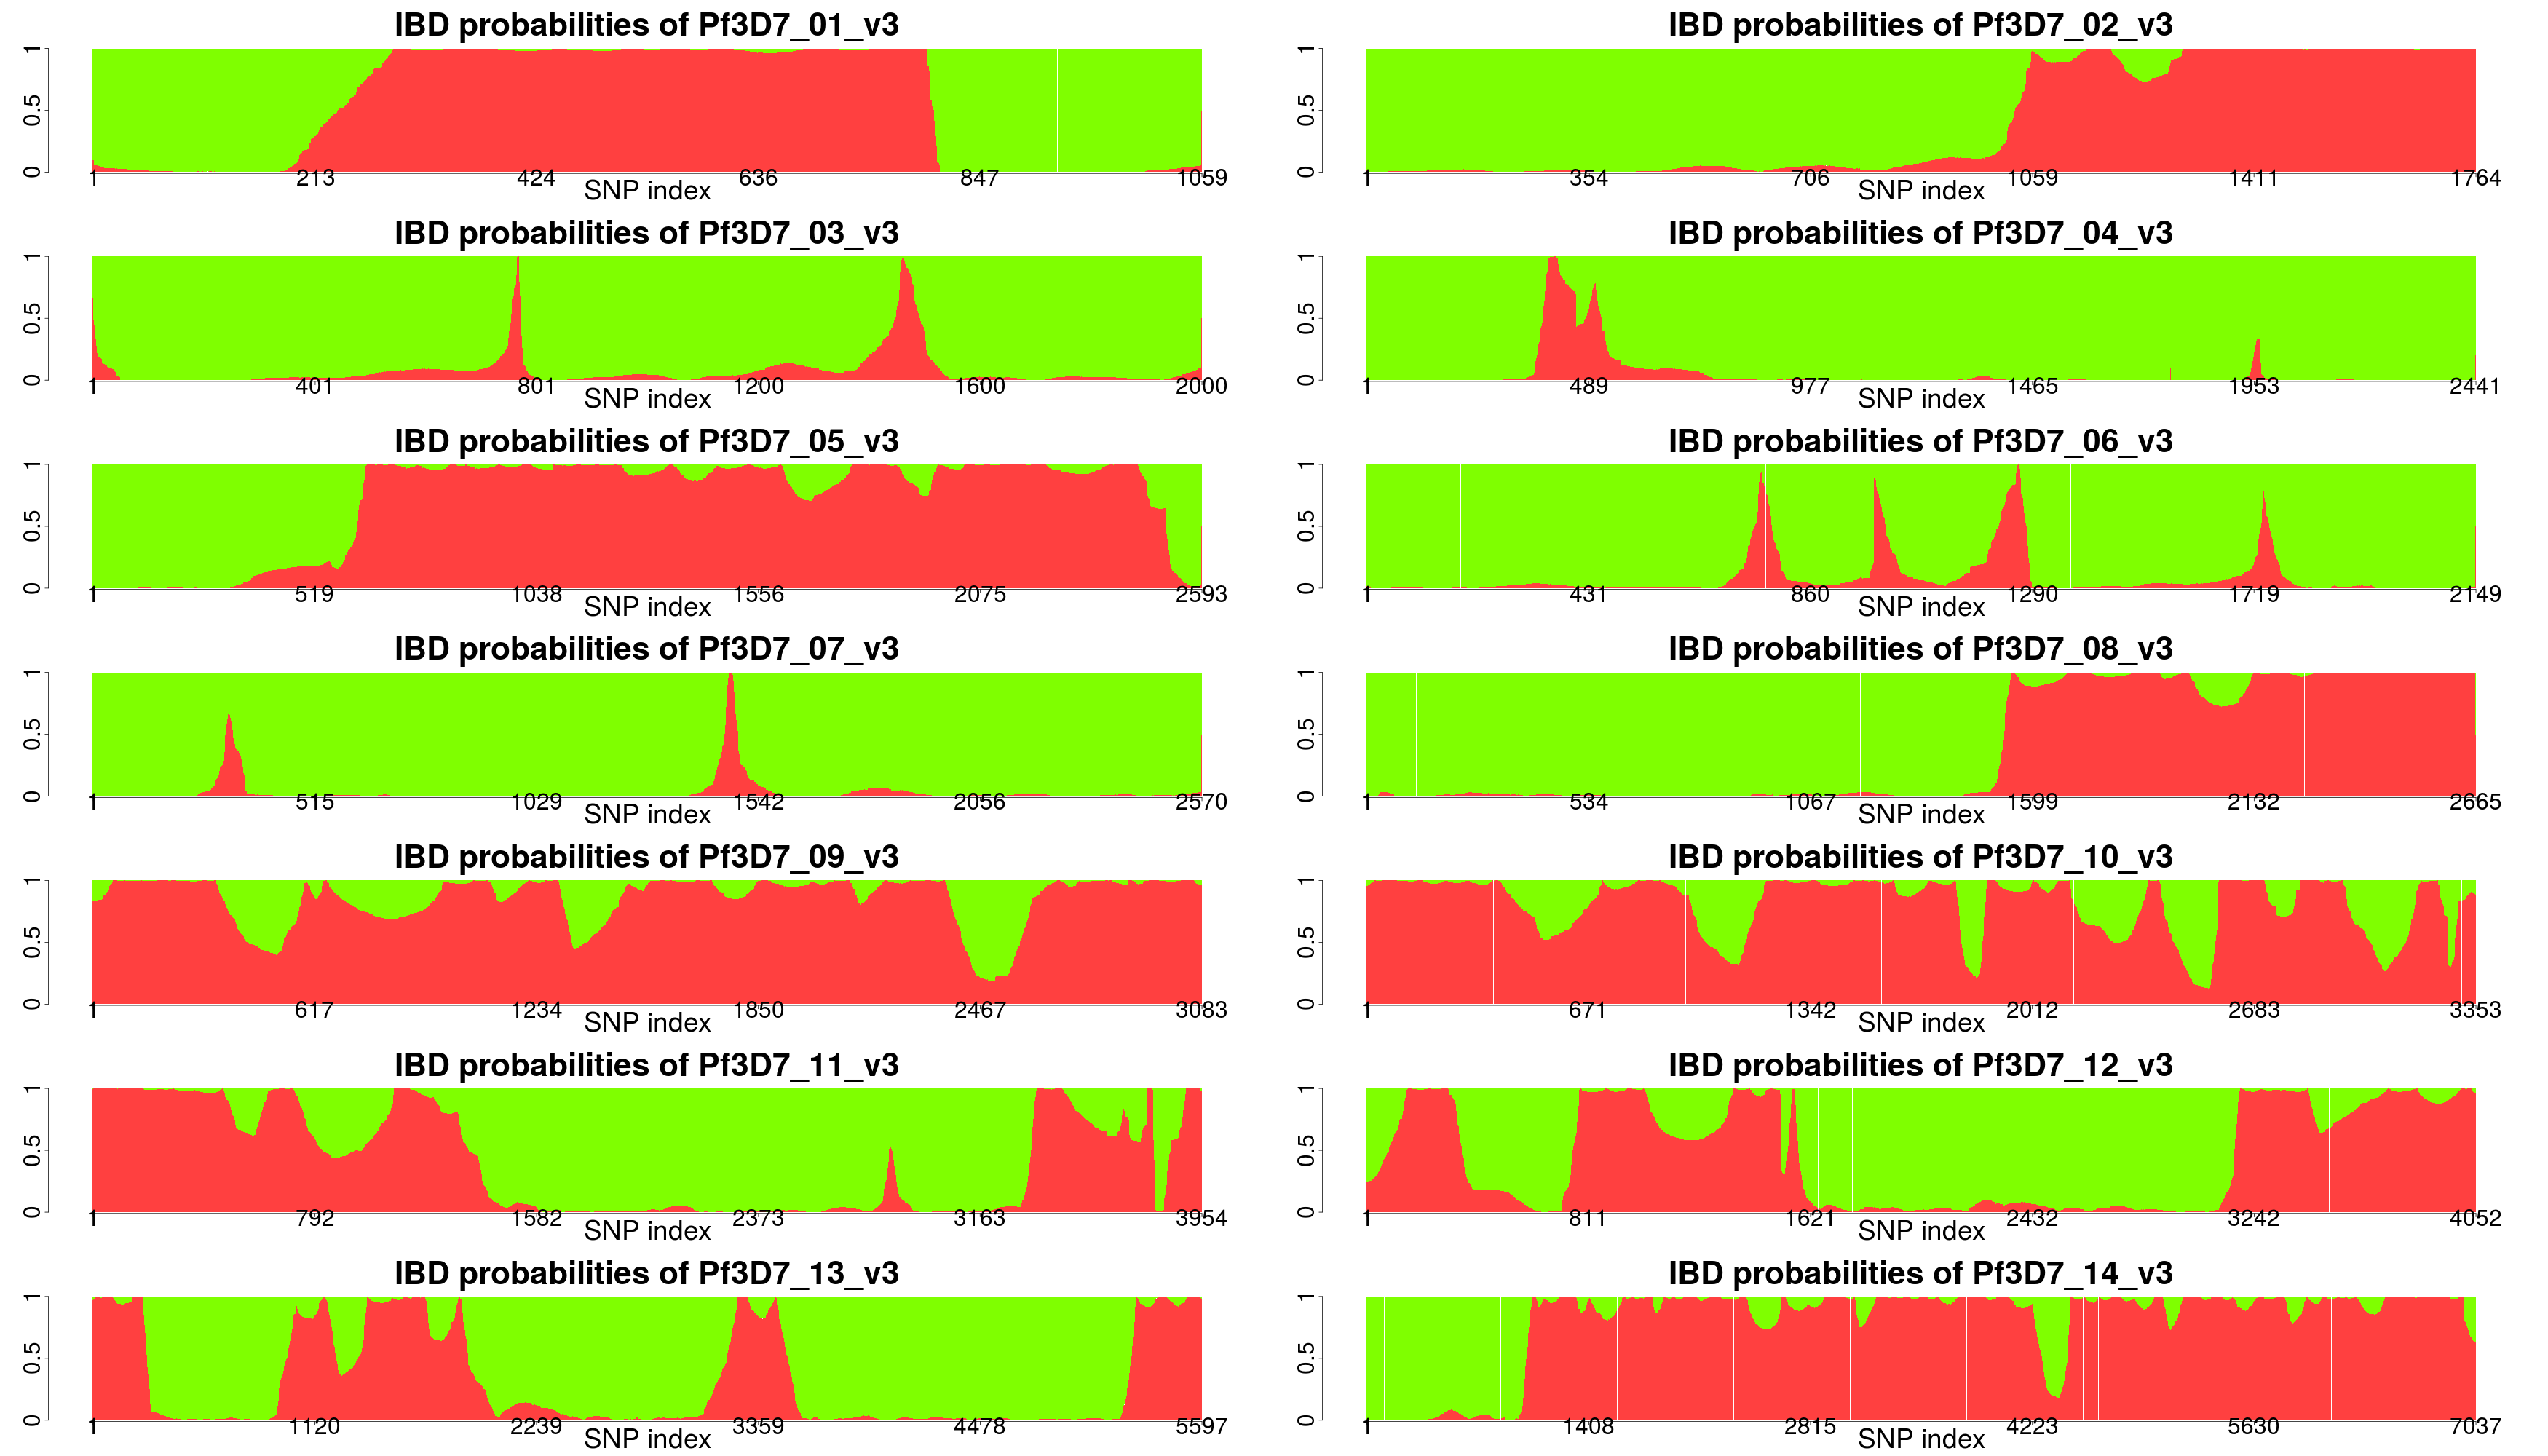 IBD probabilities of Pf3D7_01_v3
0 0.5 1
1 213 424 636 847 1059
SNP index
IBD probabilities of Pf3D7_02_v3
0 0.5 1
1 354 706 1059 1411 1764
SNP index
IBD probabilities of Pf3D7_03_v3
0 0.5 1
1 401 801 1200 1600 2000
SNP index
IBD probabilities of Pf3D7_04_v3
0 0.5 1
1 489 977 1465 1953 2441
SNP index
IBD probabilities of Pf3D7_05_v3
0 0.5 1
1 519 1038 1556 2075 2593
SNP index
IBD probabilities of Pf3D7_06_v3
0 0.5 1
1 431 860 1290 1719 2149
SNP index
IBD probabilities of Pf3D7_07_v3
0 0.5 1
1 515 1029 1542 2056 2570
SNP index
IBD probabilities of Pf3D7_08_v3
0 0.5 1
1 534 1067 1599 2132 2665
SNP index
IBD probabilities of Pf3D7_09_v3
0 0.5 1
1 617 1234 1850 2467 3083
SNP index
IBD probabilities of Pf3D7_10_v3
0 0.5 1
1 671 1342 2012 2683 3353
SNP index
IBD probabilities of Pf3D7_11_v3
0 0.5 1
1 792 1582 2373 3163 3954
SNP index
IBD probabilities of Pf3D7_12_v3
0 0.5 1
1 811 1621 2432 3242 4052
SNP index
IBD probabilities of Pf3D7_13_v3
0 0.5 1
1 1120 2239 3359 4478 5597
SNP index
IBD probabilities of Pf3D7_14_v3
0 0.5 1
1 1408 2815 4223 5630 7037
SNP index